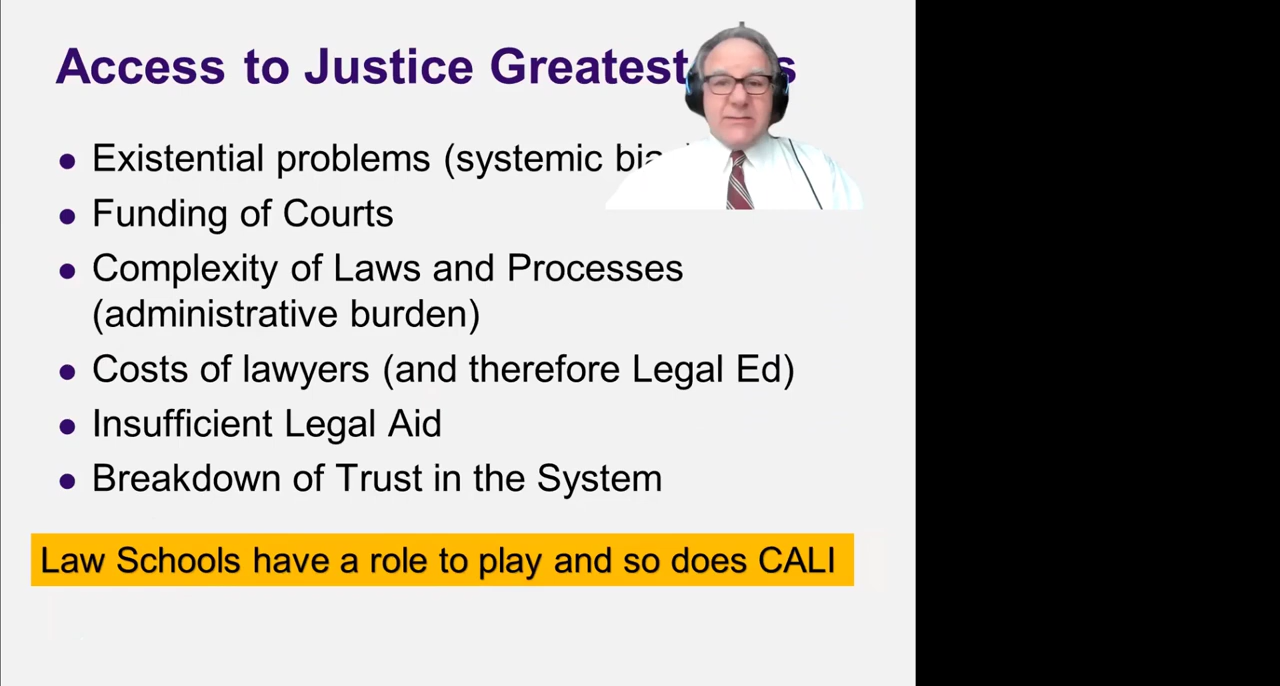 Access to Justice Greatest
● Existential problems (systemic
● Funding of Courts
● Complexity of Laws and Processes
(administrative burden)
● Costs of lawyers (and therefore Legal Ed)
● Insufficient Legal Aid
● Breakdown of Trust in the System
Law Schools have a role to play and so does CALI